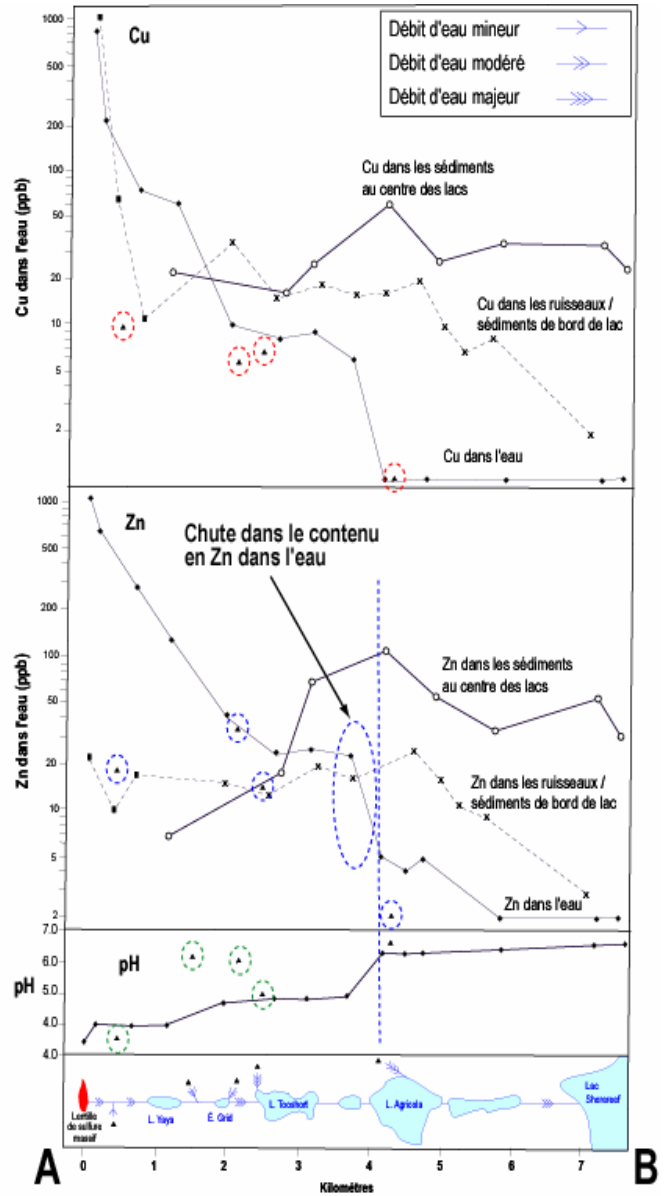 Cu
Débit d'eau mineur
Débit d'eau modéré
Débit d'eau majeur
1000
500
200
100
50
20
10
5
2
Cu dans l'eau (ppb)
Cu dans les sédiments
au centre des lacs
Cu dans les ruisseaux /
sédiments de bord de lac
Cu dans l'eau
Zn
1000
500
200
100
50
20
10
5
2
Zn dans l'eau (ppb)
Chute dans le contenu
en Zn dans l'eau
Zn dans les sédiments
au centre des lacs
Zn dans les ruisseaux /
sédiments de bord de lac
Zn dans l'eau
pH
pH
7.0
6.0
5.0
4.0
4.0
Lentille
de sulfure
massif
L. Yaya
É. Grid
L. Tooshort
L. Agricola
Lac
Sherereef
A
0
1
2
3
4
5
6
7
B
Kilométres